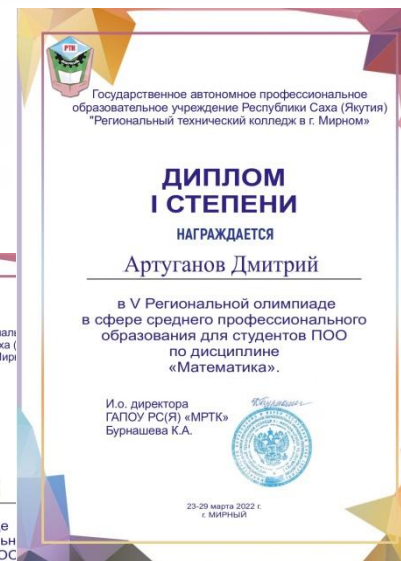 РТК
Государственное автономное профессиональное
образовательное учреждение Республики Саха (Якутия)
"Региональный технический колледж в г. Мирном»
ДИПЛОМ
I СТЕПЕНИ
НАГРАЖДАЕТСЯ
Артуганов Дмитрий
в V Региональной олимпиаде
в сфере среднего профессионального
образования для студентов ПОО
по дисциплине
«Математика».
И.о. директора
ГАПОУ РС(Я) «МРТК»
Бурнашева К.А.
23-29 марта 2022 г.
г. МИРНЫЙ